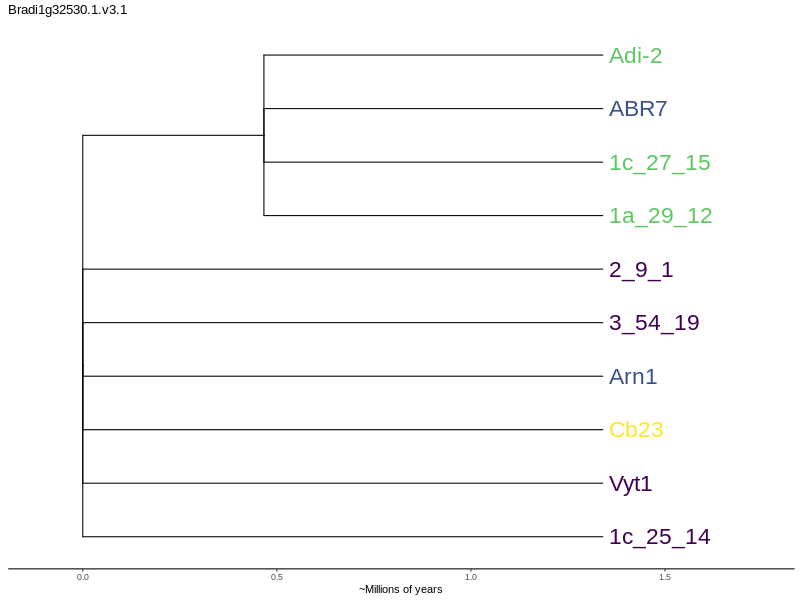 Bradi1g32530.1.v3.1
Adi-2
ABR7
1c_27_15
1a_29_12
2_9_1
3_54_19
Arn1
Cb23
Vyt1
1c_25_14
0.0 0.5 1.0 1.5
~Millions of years